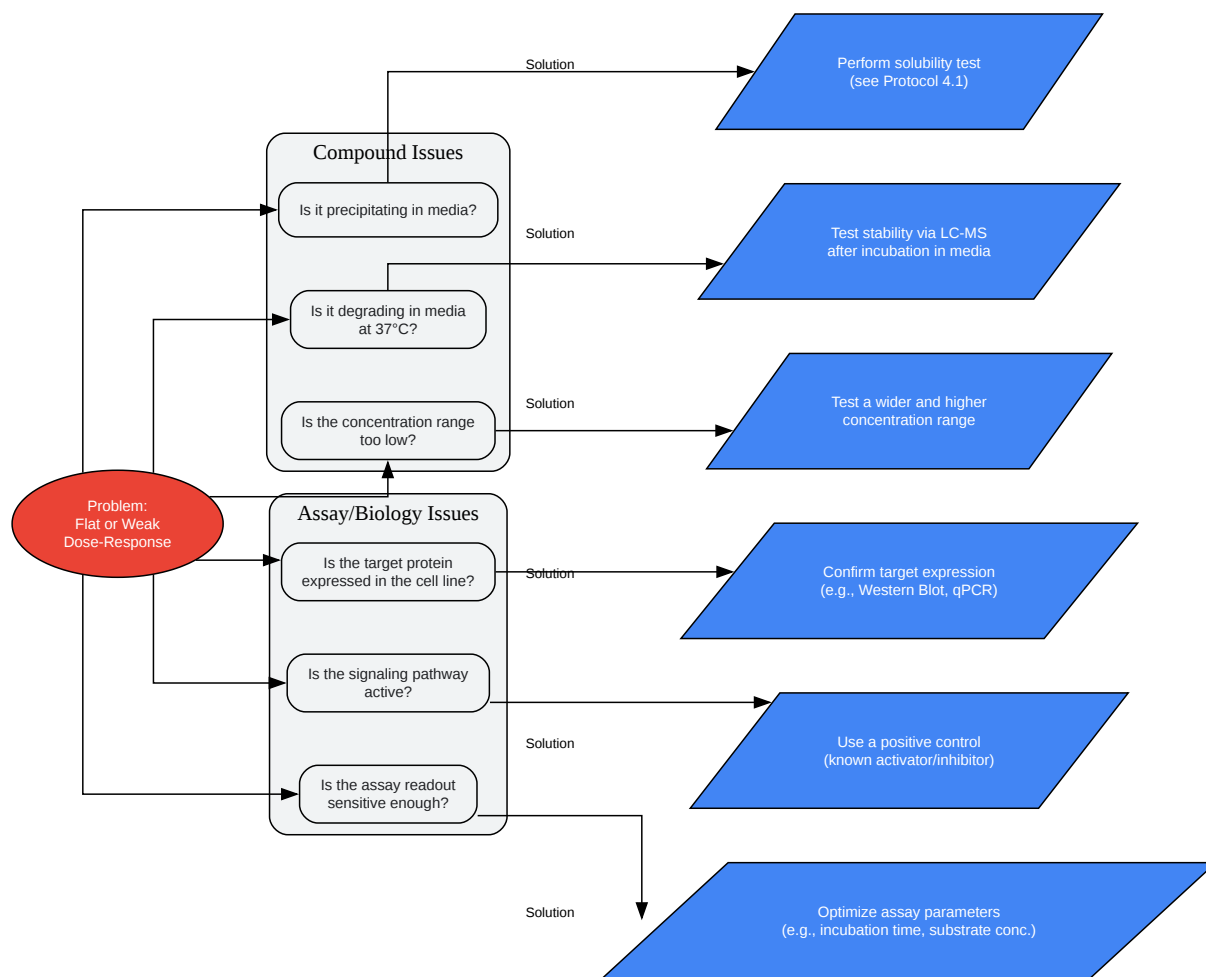 Solution
Perform solubility test
(see Protocol 4.1)
Compound Issues
Is it precipitating in media?
Solution
Test stability via LC-MS
after incubation in media
Is it degrading in media
at 37°C?
Solution
Test a wider and higher
concentration range
Is the concentration range
too low?
Problem:
Flat or Weak
Dose-Response
Assay/Biology Issues
Is the target protein
expressed in the cell line?
Solution
Confirm target expression
(e.g., Western Blot, qPCR)
Is the signaling pathway
active?
Solution
Use a positive control
(known activator/inhibitor)
Is the assay readout
sensitive enough?
Solution
Optimize assay parameters
(e.g., incubation time, substrate conc.)